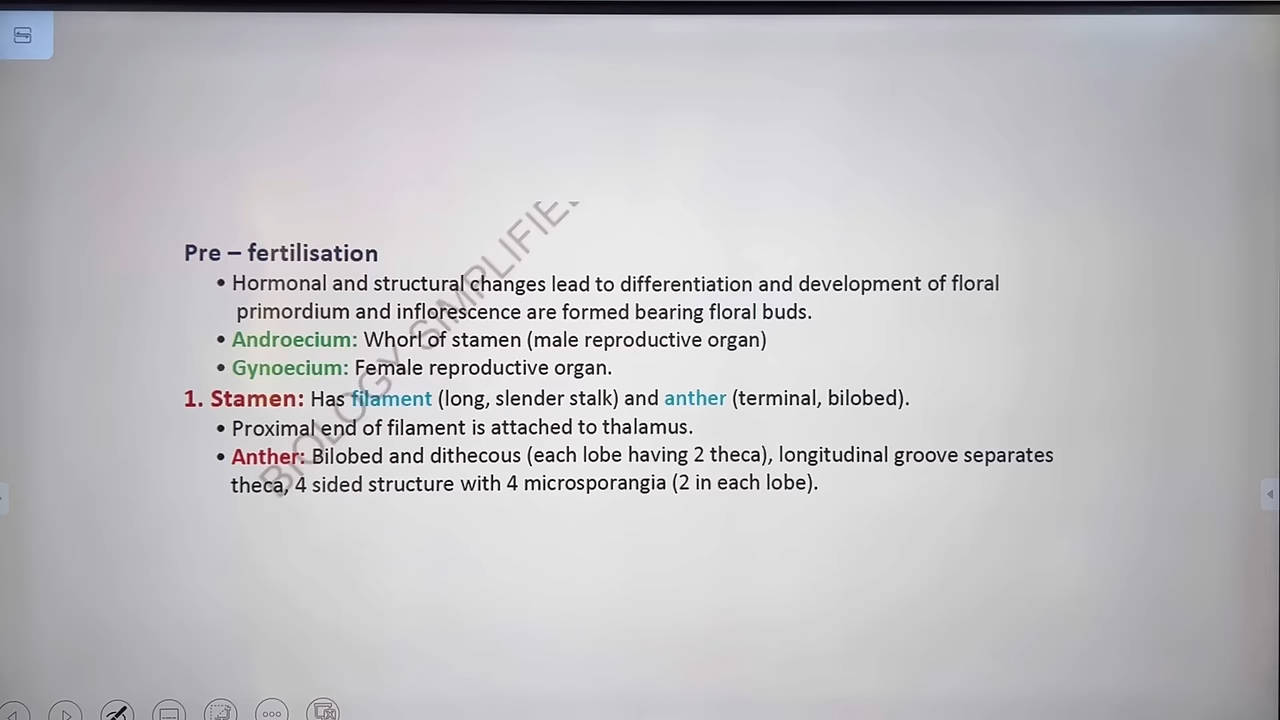 Pre – fertilisation
• Hormonal and structural changes lead to differentiation and development of floral
primordium and inflorescence are formed bearing floral buds.
• Androecium: Whorl of stamen (male reproductive organ)
• Gynoecium: Female reproductive organ.
1. Stamen: Has filament (long, slender stalk) and anther (terminal, bilobed).
• Proximal end of filament is attached to thalamus.
• Anther: Bilobed and dithecous (each lobe having 2 theca), longitudinal groove separates
theca, 4 sided structure with 4 microsporangia (2 in each lobe).
BIOLOGY SIMPLIFIE